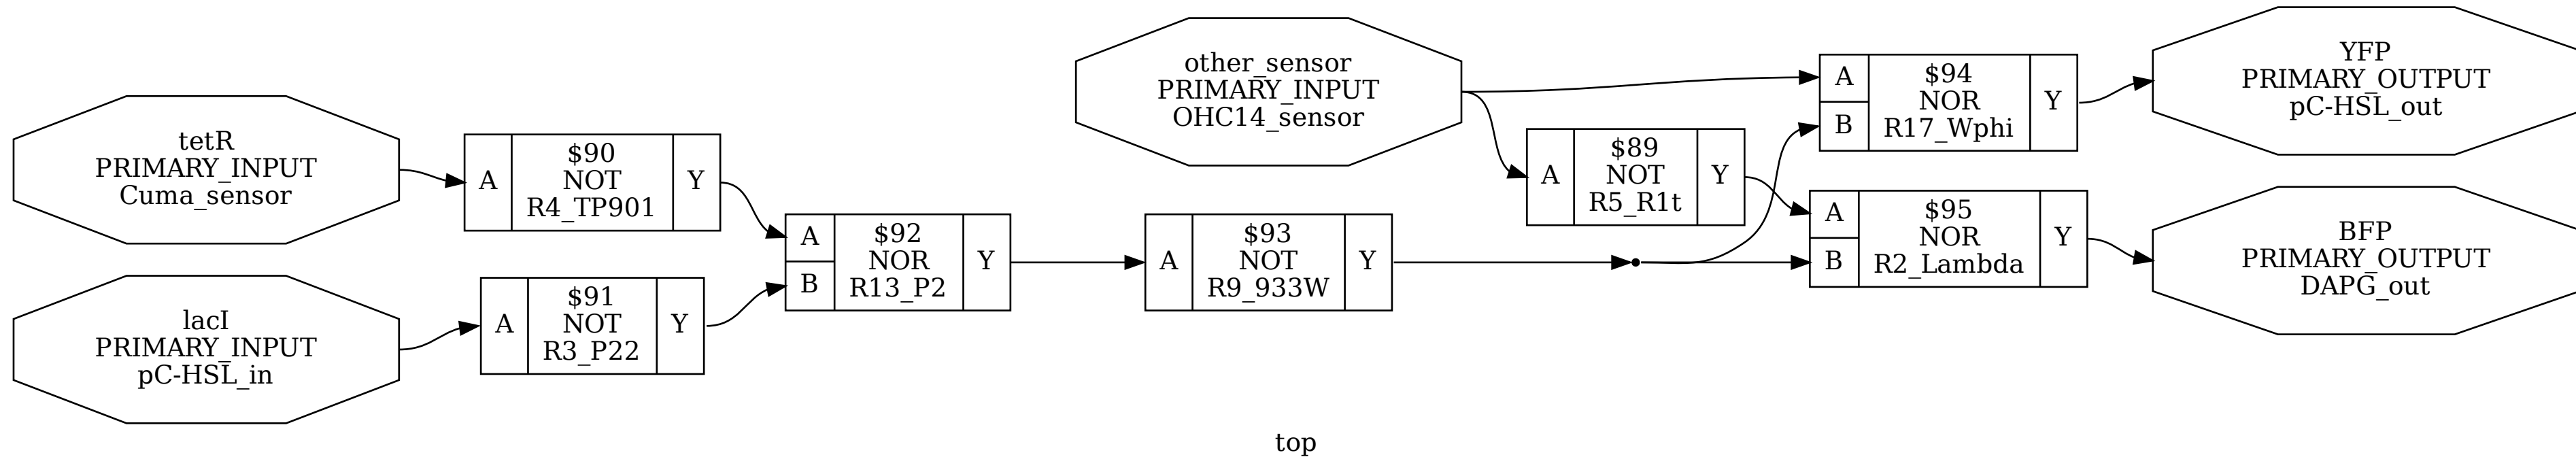 tetR
PRIMARY_INPUT
Cuma_sensor
lacI
PRIMARY_INPUT
pC-HSL_in
A
$90
NOT
R4_TP901
Y
A
$91
NOT
R3_P22
Y
A
B
$92
NOR
R13_P2
Y
other_sensor
PRIMARY_INPUT
OHC14_sensor
A
$93
NOT
R9_933W
Y
A
$89
NOT
R5_R1t
Y
A
B
$94
NOR
R17_Wphi
Y
A
B
$95
NOR
R2_Lambda
Y
YFP
PRIMARY_OUTPUT
pC-HSL_out
BFP
PRIMARY_OUTPUT
DAPG_out
top